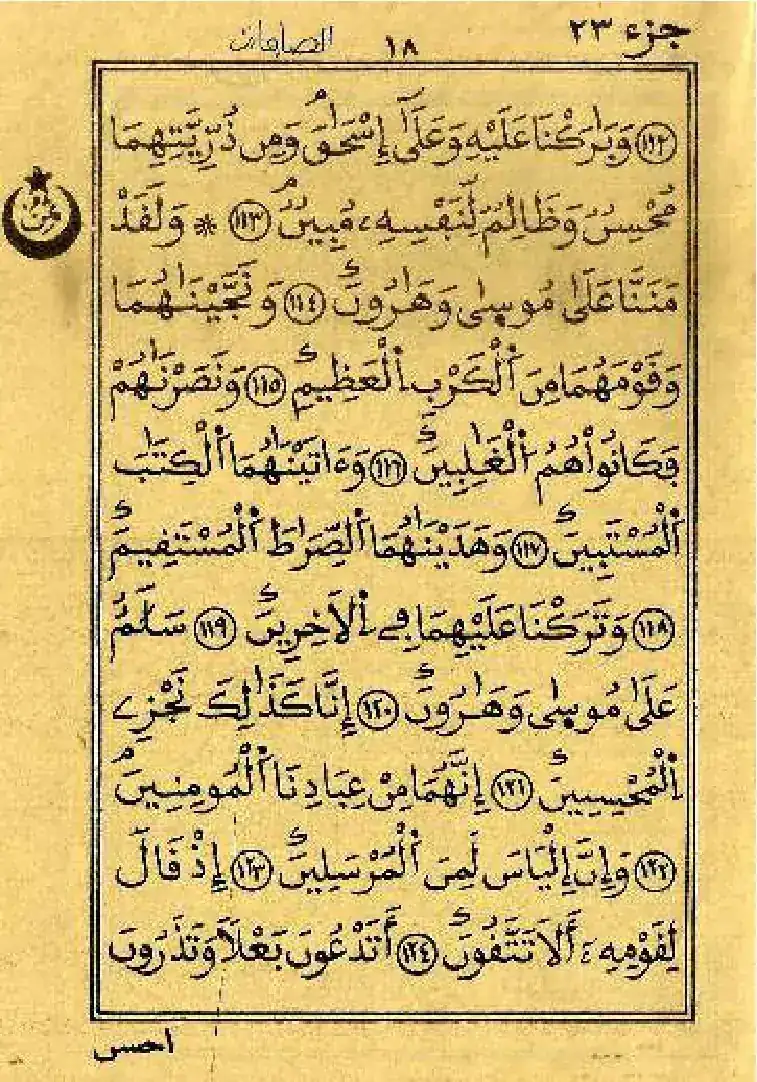 جزء ٢٣
١٨
الصافات
١١٢ وَبَٰرَكْنَا عَلَيْهِ وَعَلَىٰٓ إِسْحَٰقَ وَمِن ذُرِّيَّتِهِمَا
مُحْسِنٌ وَظَالِمٌ لِّنَفْسِهِۦ مُبِينٌ ١١٣ * وَلَقَدْ
ثمن
مَنَنَّا عَلَىٰ مُوسِىٰ وَهَٰرُونَ ١١٤ وَنَجَّيْنَٰهُمَا
وَقَوْمَهُمَا مِنَ ٱلْكَرْبِ ٱلْعَظِيمِ ١١٥ وَنَصَرْنَٰهُمْ
فَكَانُواْ هُمُ ٱلْغَٰلِبِينَ ١١٦ وَءَاتَيْنَٰهُمَا ٱلْكِتَٰبَ
ٱلْمُسْتَبِينَ ١١٧ وَهَدَيْنَٰهُمَا ٱلصِّرَٰطَ ٱلْمُسْتَقِيمَ
١١٨ وَتَرَكْنَا عَلَيْهِمَا فِے ٱلَاخِرِينَ ١١٩ سَلَٰمٌ
عَلَىٰ مُوسِىٰ وَهَٰرُونَ ١٢٠ إِنَّا كَذَٰلِكَ نَجْزِے
ٱلْمُحْسِنِينَ ١٢١ إِنَّهُمَا مِنْ عِبَادِنَا ٱلْمُومِنِينَ
١٢٢ وَإِنَّ إِلْيَاسَ لَمِنَ ٱلْمُرْسَلِينَ ١٢٣ إِذْ قَالَ
لِقَوْمِهِۦٓ أَلَا تَتَّقُونَ ١٢٤ أَتَدْعُونَ بَعْلًا وَتَذَرُونَ
احسن